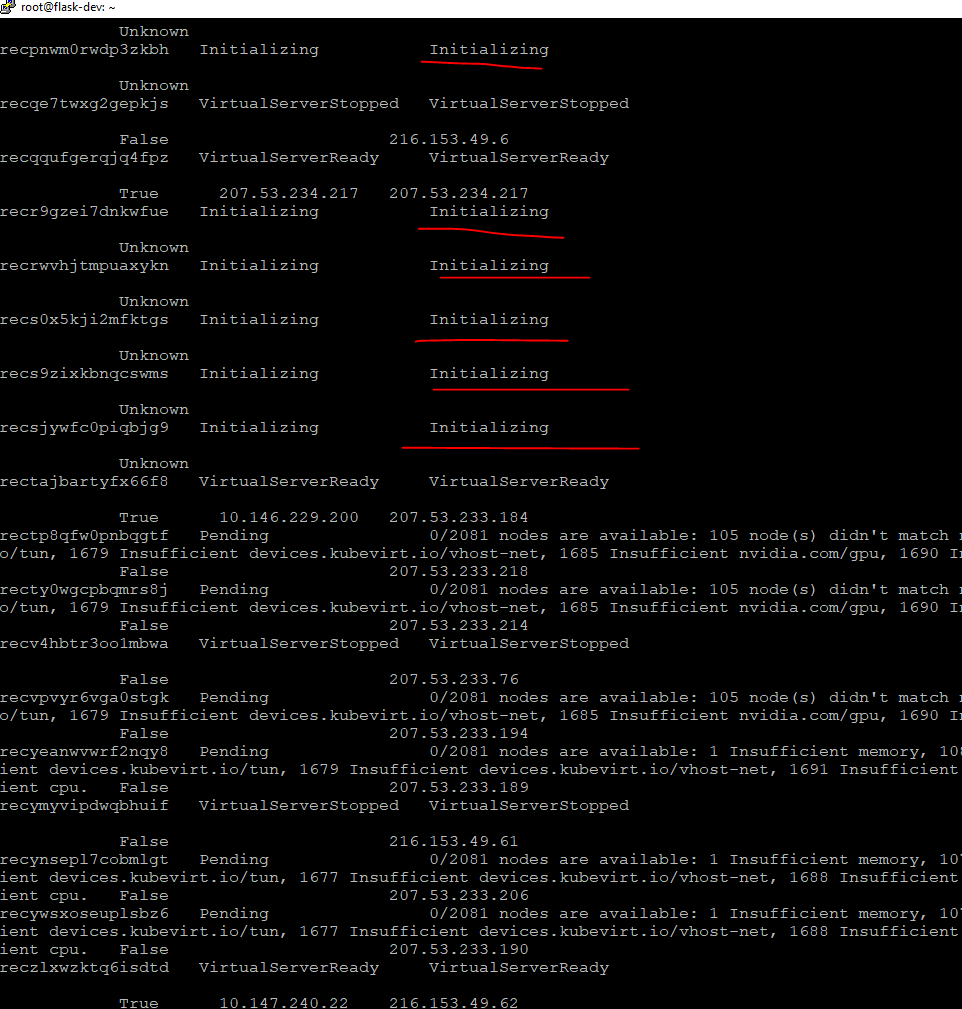 root@flask-dev: ~
Unknown
recpnwm0rwdp3zkbh Initializing Initializing
Unknown
recqe7twxg2gepkjs VirtualServerStopped VirtualServerStopped
False 216.153.49.6
recqqufgerqjq4fpz VirtualServerReady VirtualServerReady
True 207.53.234.217 207.53.234.217
recr9gzei7dnkwfue Initializing Initializing
Unknown
recrwvhjtmpuaxykn Initializing Initializing
Unknown
recs0x5kji2mfktgs Initializing Initializing
Unknown
recs9zixkbnqcswms Initializing Initializing
Unknown
recsjywfc0piqbjg9 Initializing Initializing
Unknown
rectajbartyfx66f8 VirtualServerReady VirtualServerReady
True 10.146.229.200 207.53.233.184
rectp8qfw0pnbqgtf Pending 0/2081 nodes are available: 105 node(s) didn't match
o/tun, 1679 Insufficient devices.kubevirt.io/vhost-net, 1685 Insufficient nvidia.com/gpu, 1690
False 207.53.233.218
recty0wgcpbqmrs8j Pending 0/2081 nodes are available: 105 node(s) didn't match
o/tun, 1679 Insufficient devices.kubevirt.io/vhost-net, 1685 Insufficient nvidia.com/gpu, 1690
False 207.53.233.214
recv4hbtr3oo1mbwa VirtualServerStopped VirtualServerStopped
False 207.53.233.76
recvpvyr6vga0stgk Pending 0/2081 nodes are available: 105 node(s) didn't match
o/tun, 1679 Insufficient devices.kubevirt.io/vhost-net, 1685 Insufficient nvidia.com/gpu, 1690
False 207.53.233.194
recyeanwvwrf2nqy8 Pending 0/2081 nodes are available: 1 Insufficient memory,
ient devices.kubevirt.io/tun, 1679 Insufficient devices.kubevirt.io/vhost-net, 1691 Insufficient
ient cpu. False 207.53.233.189
recymyvipdwqbhuif VirtualServerStopped VirtualServerStopped
False 216.153.49.61
recynsepl7cobmlgt Pending 0/2081 nodes are available: 1 Insufficient memory,
ient devices.kubevirt.io/tun, 1677 Insufficient devices.kubevirt.io/vhost-net, 1688 Insufficient
ient cpu. False 207.53.233.206
recywsxoseuplsbz6 Pending 0/2081 nodes are available: 1 Insufficient memory,
ient devices.kubevirt.io/tun, 1677 Insufficient devices.kubevirt.io/vhost-net, 1688 Insufficient
ient cpu. False 207.53.233.190
reczlxwzktq6isdtd VirtualServerReady VirtualServerReady
True 10.147.240.22 216.153.49.62